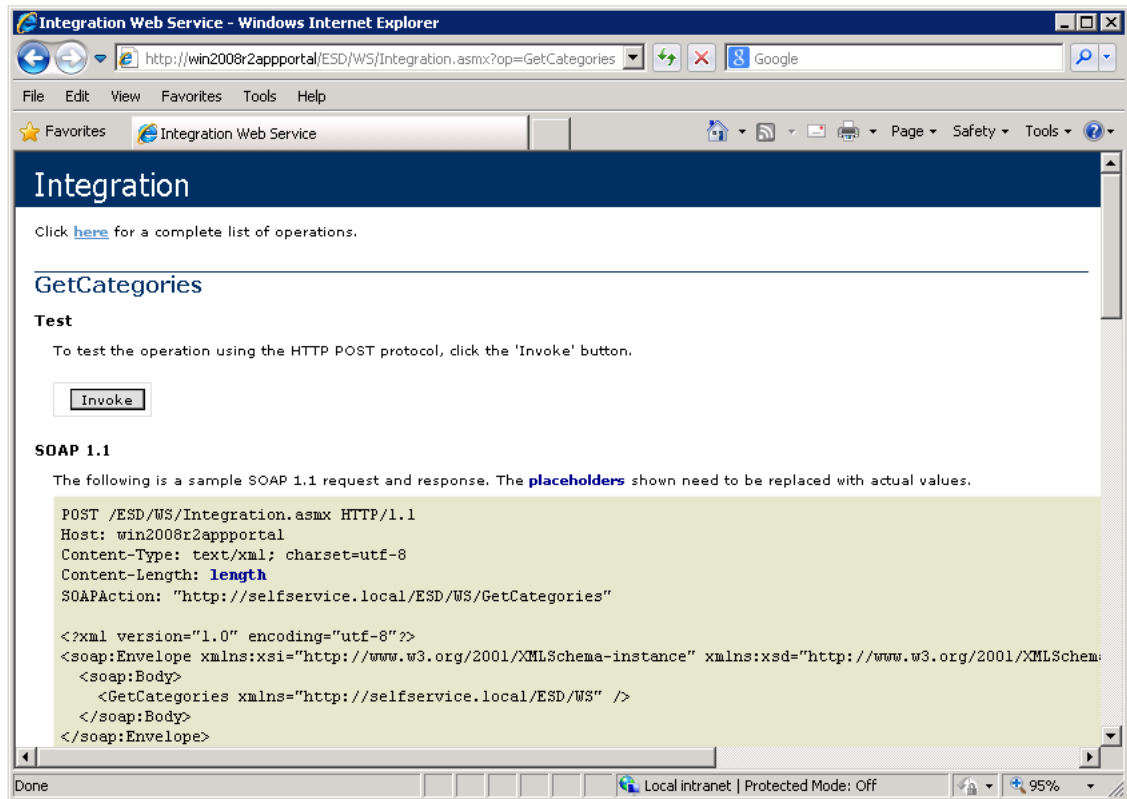 Integration Web Service - Windows Internet Explorer
http://win2008r2appportal/ESD/WS/Integration.asmx?op=GetCategories
Google
File Edit View Favorites Tools Help
Favorites Integration Web Service Page Safety Tools
Integration
Click here for a complete list of operations.
GetCategories
Test
To test the operation using the HTTP POST protocol, click the 'Invoke' button.
Invoke
SOAP 1.1
The following is a sample SOAP 1.1 request and response. The placeholders shown need to be replaced with actual values.
POST /ESD/WS/Integration.asmx HTTP/1.1
Host: win2008r2appportal
Content-Type: text/xml; charset=utf-8
Content-Length: length
SOAPAction: "http://selfservice.local/ESD/WS/GetCategories"
<?xml version="1.0" encoding="utf-8"?>
<soap:Envelope xmlns:xsi="http://www.w3.org/2001/XMLSchema-instance" xmlns:xsd="http://www.w3.org/2001/XMLSchem
<soap:Body>
<GetCategories xmlns="http://selfservice.local/ESD/WS" />
</soap:Body>
</soap:Envelope>
Done Local intranet | Protected Mode: Off 95%